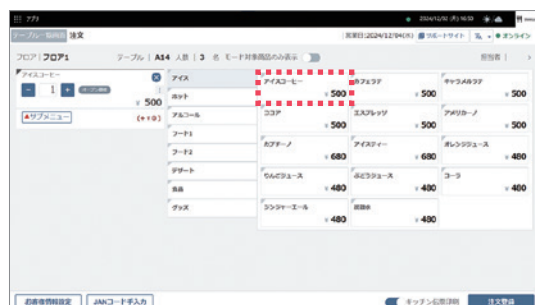 2024/12/02 (月) 16:50
テーブル一覧画面 注文
営業日:2024/12/04(水) リモートサイト オンライン
フロア | フロア1 テーブル | A14 人数 | 3 名 モード対象商品のみ表示 担当者 |
アイスコーヒー
- 1 +
¥ 500
▲サブメニュー (+¥0)
アイス
ホット
アルコール
フード1
フード2
デザート
食品
グッズ
アイスコーヒー ¥ 500
カフェラテ ¥ 500
キャラメルラテ ¥ 500
ココア ¥ 500
エスプレッソ ¥ 500
アメリカーノ ¥ 500
カプチーノ ¥ 680
アイスティー ¥ 680
オレンジジュース ¥ 480
りんごジュース ¥ 480
ぶどうジュース ¥ 480
コーラ ¥ 480
ジンジャーエール ¥ 480
炭酸水 ¥ 480
お客様情報設定 JANコード手入力 キッチン伝票印刷 注文登録